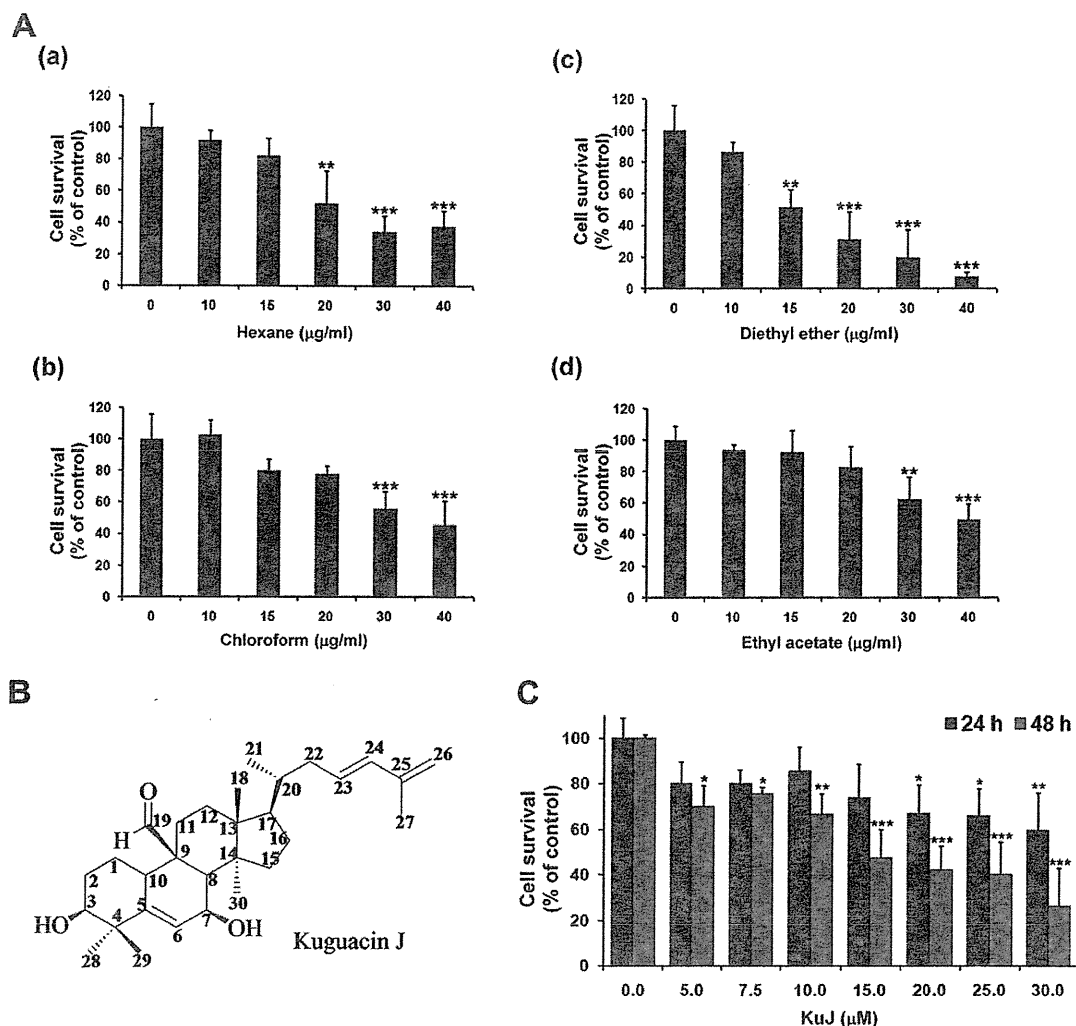 A
(a)
Cell survival
(% of control)
120
100
80
60
40
20
0
** *** ***
0 10 15 20 30 40
Hexane (µg/ml)
(c)
Cell survival
(% of control)
120
100
80
60
40
20
0
** *** *** ***
0 10 15 20 30 40
Diethyl ether (µg/ml)
(b)
Cell survival
(% of control)
120
100
80
60
40
20
0
*** ***
0 10 15 20 30 40
Chloroform (µg/ml)
(d)
Cell survival
(% of control)
120
100
80
60
40
20
0
** ***
0 10 15 20 30 40
Ethyl acetate (µg/ml)
B
21 22 24 25 26
18 20 23
O 12 17 27
H 19 11 13 16
9 14 15
1 8
2 10 30
3 5 7
HO 4 6 OH
28 29
Kuguacin J
C
24 h 48 h
Cell survival
(% of control)
100
80
60
40
20
0
* * ** *** * *** * *** ** ***
0.0 5.0 7.5 10.0 15.0 20.0 25.0 30.0
KuJ (µM)